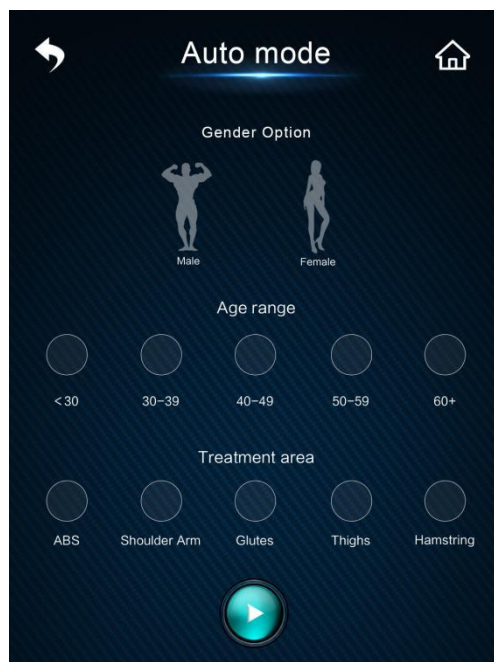 Auto mode
Gender Option
Male Female
Age range
<30 30-39 40-49 50-59 60+
Treatment area
ABS Shoulder Arm Glutes Thighs Hamstring